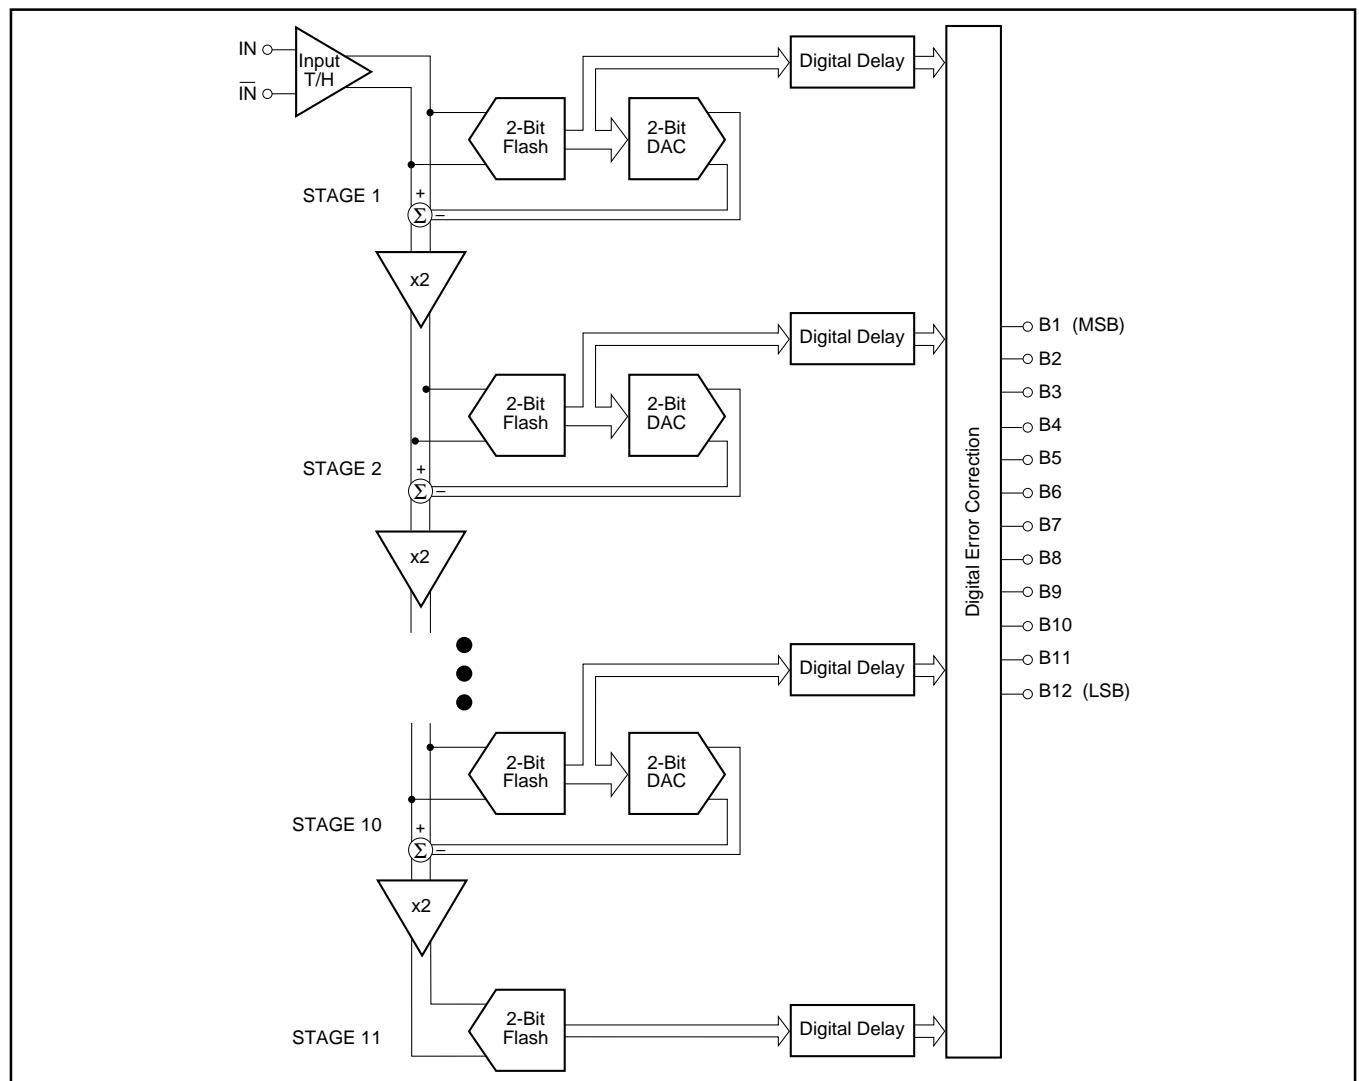 IN
Input
T/H
IN
Digital Delay
2-Bit
Flash
2-Bit
DAC
STAGE 1
+
Σ
–
x2
Digital Delay
2-Bit
Flash
2-Bit
DAC
STAGE 2
+
Σ
–
x2
Digital Delay
2-Bit
Flash
2-Bit
DAC
STAGE 10
+
Σ
–
x2
2-Bit
Flash
Digital Delay
STAGE 11
Digital Error Correction
B1 (MSB)
B2
B3
B4
B5
B6
B7
B8
B9
B10
B11
B12 (LSB)